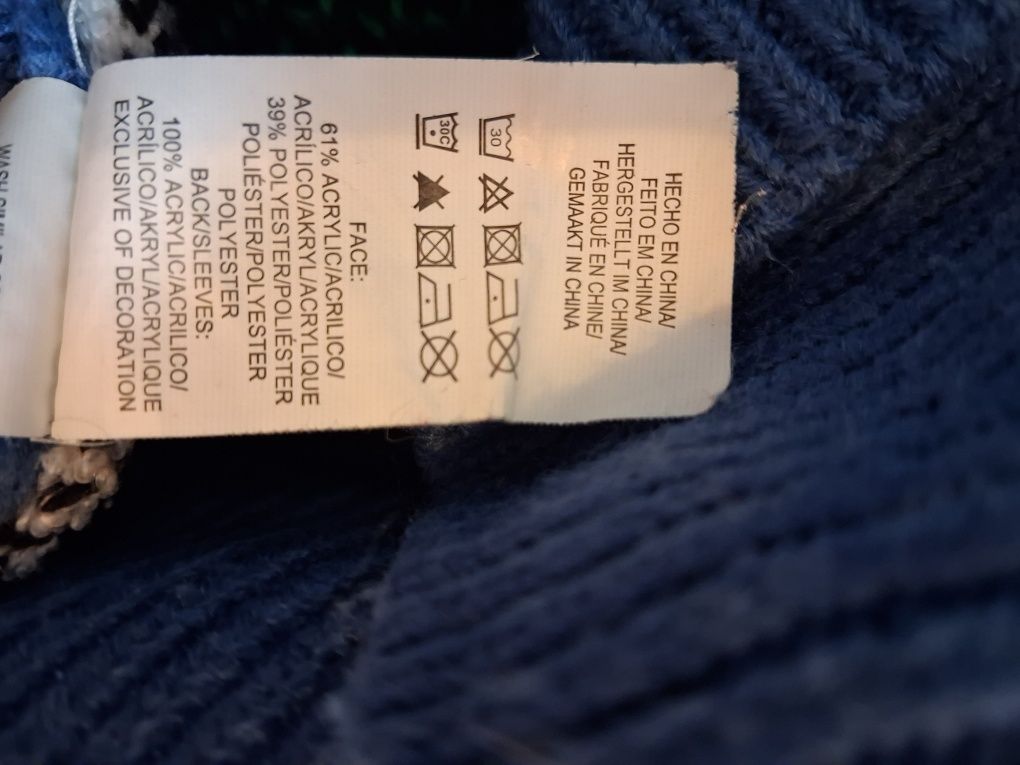 HECHO EN CHINA/
FEITO EM CHINA/
HERGESTELLT IM CHINA/
FABRIQUÉ EN CHINE/
GEMAAKT IN CHINA
30
30C
FACE:
61% ACRYLIC/ACRILICO/
ACRÍLICO/AKRYL/ACRYLIQUE
39% POLYESTER/POLIÉSTER
POLIÉSTER/POLYESTER
POLYESTER
BACK/SLEEVES:
100% ACRYLIC/ACRILICO/
ACRÍLICO/AKRYL/ACRYLIQUE
EXCLUSIVE OF DECORATION
WASH